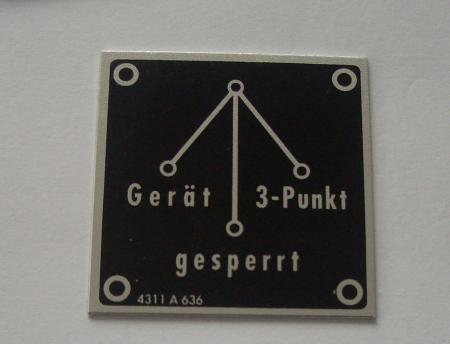 Gerät 3-Punkt
gesperrt
4311 A 636